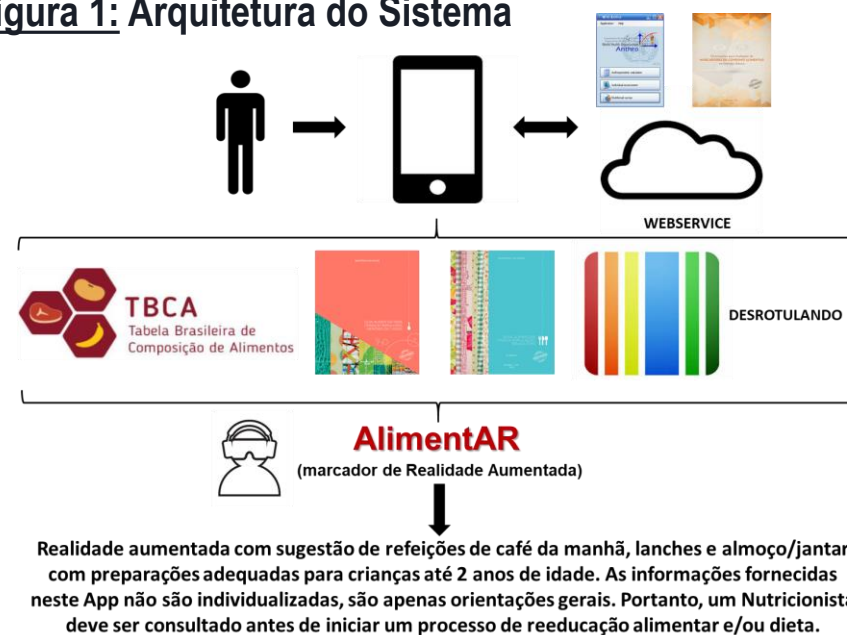 igura 1: Arquitetura do Sistema
Anthro
WEBSERVICE
TBCA
Tabela Brasileira de
Composição de Alimentos
DESROTULANDO
AlimentAR
(marcador de Realidade Aumentada)
Realidade aumentada com sugestão de refeições de café da manhã, lanches e almoço/jantar
com preparações adequadas para crianças até 2 anos de idade. As informações fornecidas
neste App não são individualizadas, são apenas orientações gerais. Portanto, um Nutricionista
deve ser consultado antes de iniciar um processo de reeducação alimentar e/ou dieta.